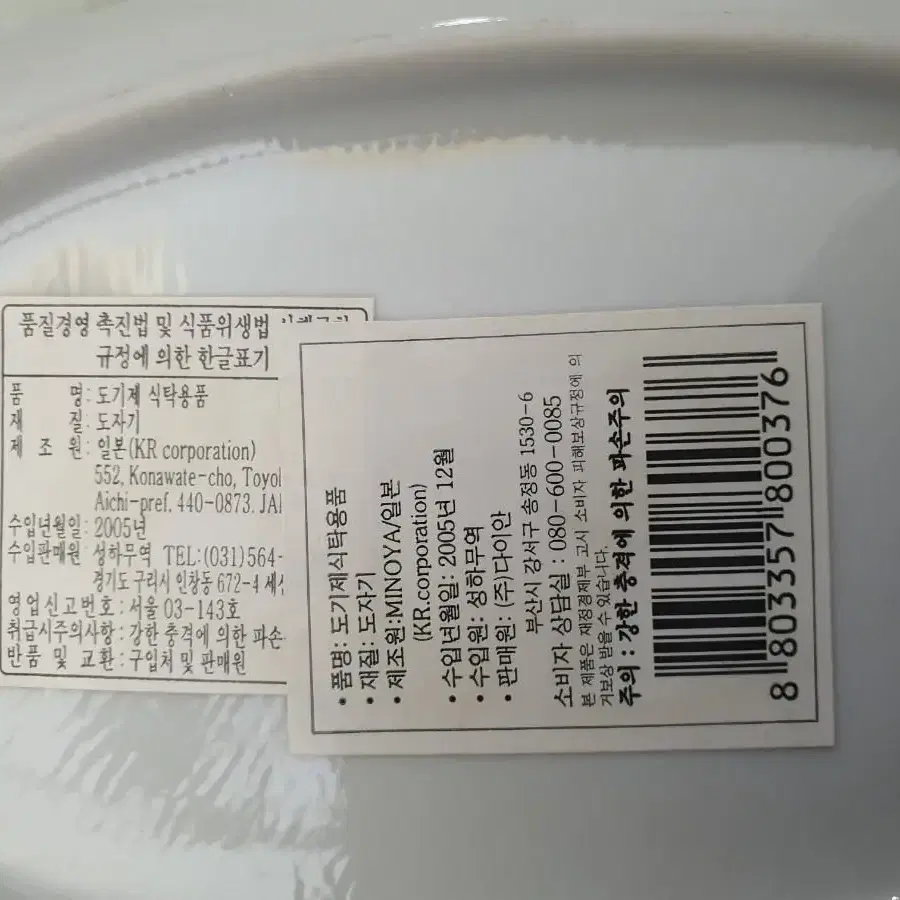 품질경영 촉진법 및 식품위생법
규정에 의한 한글표기
품 명: 도기제 식탁용품
재 질: 도자기
제 조 원: 일본(KR corporation)
552, Konawate-cho,
Aichi-pref. 440-0873.
수입년월일: 2005년
수입판매원 성하무역 TEL:(031)564-
경기도 구리시 인창동 672-4
영업신고번호: 서울 03-143호
취급시주의사항: 강한 충격에 의한 파손
반품 및 교환: 구입처 및 판매원
• 품명: 도기제식탁용품
• 재질: 도자기
• 제조원:MINOYA/일본
(KR.corporation)
• 수입년월일: 2005년 12월
• 수입원: 성하무역
• 판매원: (주)다이안
부산시 강서구 송정동 1530-6
소비자 상담실 : 080-600-0085
본 제품은 재정경제부 고시 소비자 피해보상규정에 의
거보상 받을 수 있습니다.
주의 : 강한 충격에 의한 파손주의
8 803357 800376